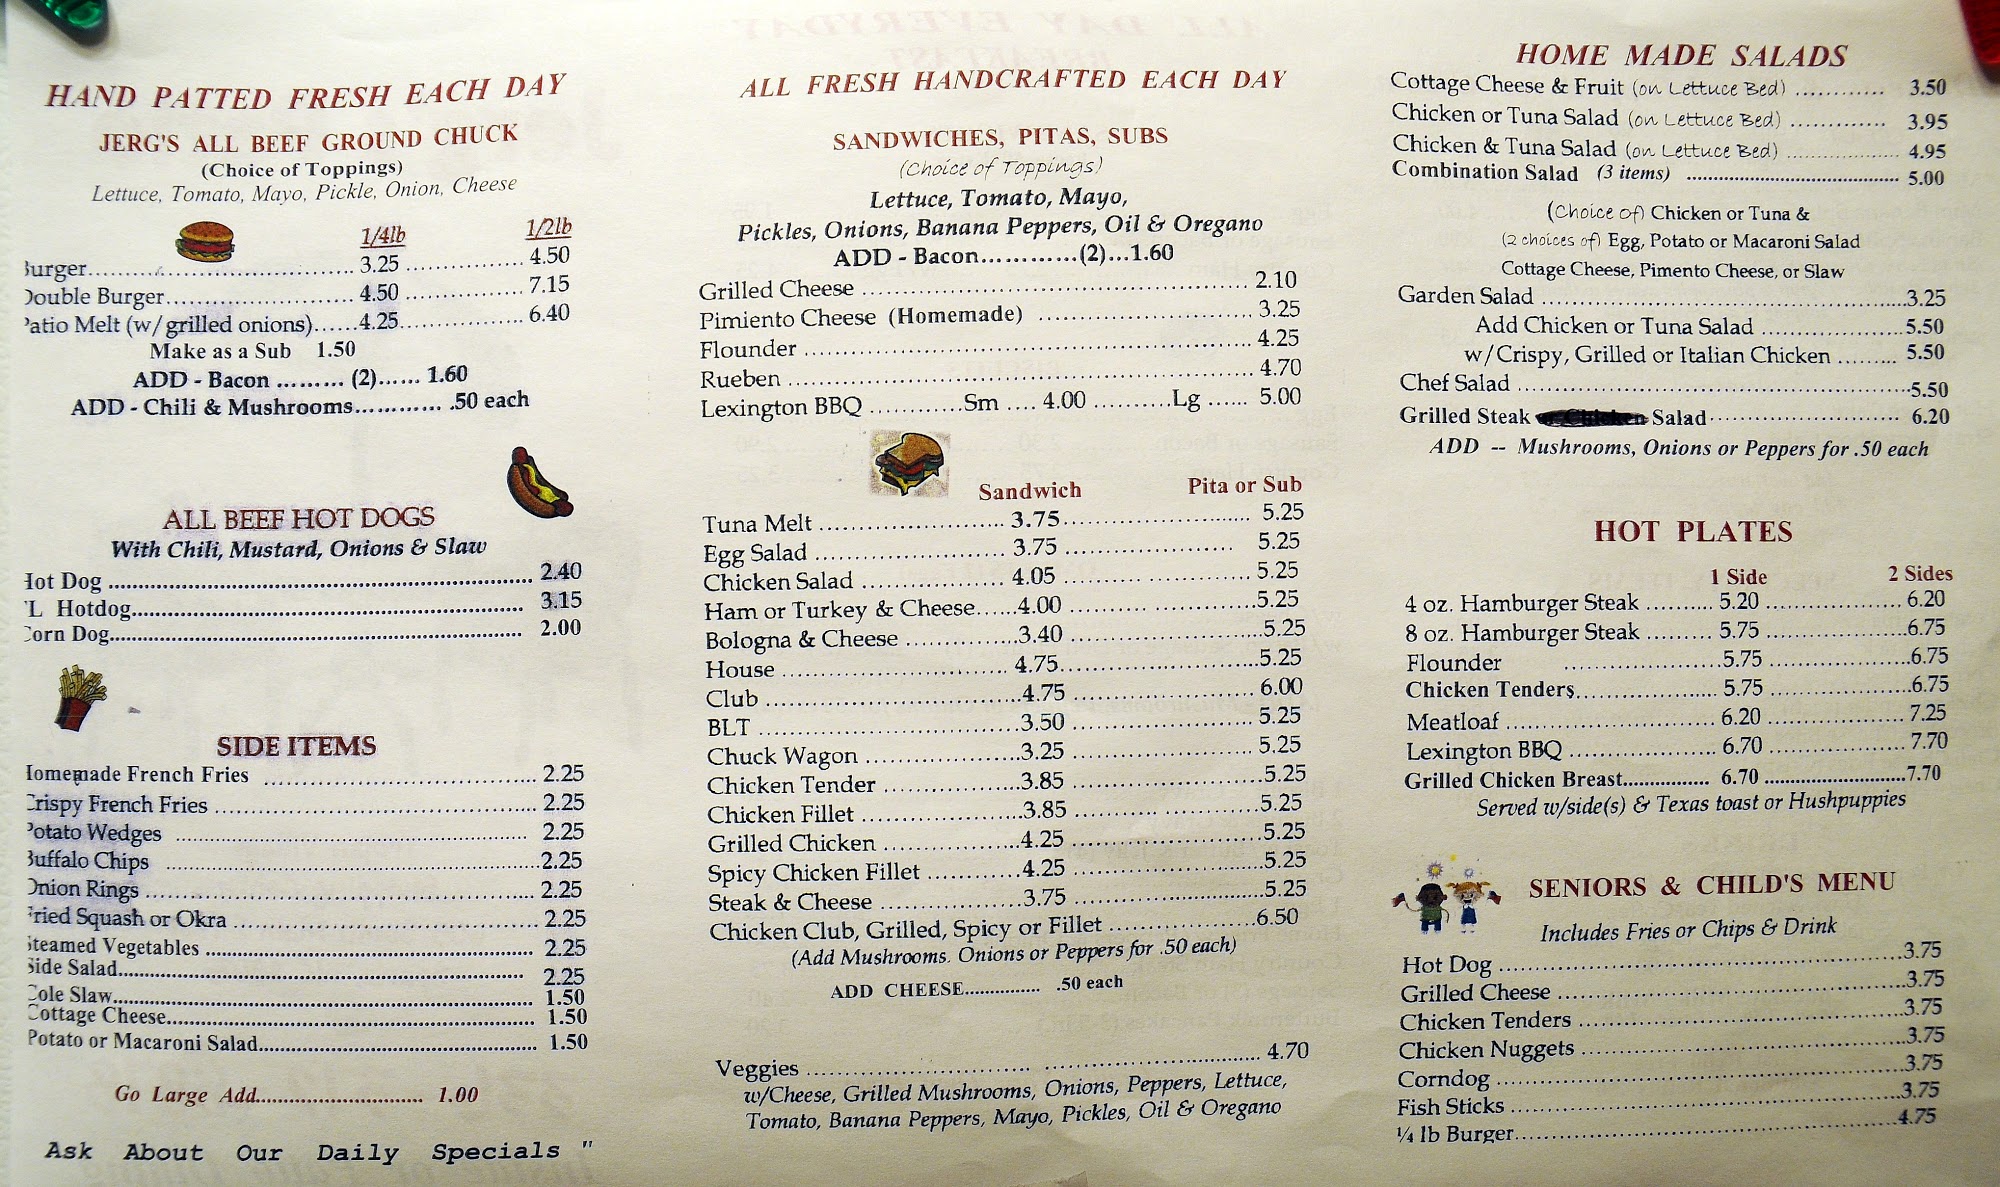 HAND PATTED FRESH EACH DAY
JERG'S ALL BEEF GROUND CHUCK
(Choice of Toppings)
Lettuce, Tomato, Mayo, Pickle, Onion, Cheese
1/4lb 1/2lb
urger.................................... 3.25 .................. 4.50
ouble Burger.......................... 4.50 .................. 7.15
atio Melt (w/grilled onions)......4.25................... 6.40
Make as a Sub 1.50
ADD - Bacon ……… (2)…… 1.60
ADD - Chili & Mushrooms………… .50 each
ALL BEEF HOT DOGS
With Chili, Mustard, Onions & Slaw
ot Dog ................................................ 2.40
L Hotdog............................................ 3.15
orn Dog.............................................. 2.00
SIDE ITEMS
omemade French Fries ........................ 2.25
rispy French Fries ............................... 2.25
otato Wedges ..................................... 2.25
uffalo Chips ....................................... 2.25
nion Rings ......................................... 2.25
ried Squash or Okra ............................ 2.25
teamed Vegetables .............................. 2.25
ide Salad............................................. 2.25
ole Slaw.............................................. 1.50
ottage Cheese...................................... 1.50
Potato or Macaroni Salad..................... 1.50
Go Large Add............................... 1.00
Ask About Our Daily Specials "
ALL FRESH HANDCRAFTED EACH DAY
SANDWICHES, PITAS, SUBS
(Choice of Toppings)
Lettuce, Tomato, Mayo,
Pickles, Onions, Banana Peppers, Oil & Oregano
ADD - Bacon…………(2)…1.60
Grilled Cheese ........................................ 2.10
Pimiento Cheese (Homemade) ................ 3.25
Flounder ................................................. 4.25
Rueben ................................................... 4.70
Lexington BBQ .............Sm .... 4.00 ..........Lg ...... 5.00
Sandwich Pita or Sub
Tuna Melt .......................... 3.75........................... 5.25
Egg Salad ........................... 3.75 ........................ 5.25
Chicken Salad .................... 4.05 ......................... 5.25
Ham or Turkey & Cheese......4.00 .........................5.25
Bologna & Cheese ................3.40 ..........................5.25
House ................................. 4.75............................5.25
Club .....................................4.75 ......................... 6.00
BLT .....................................3.50 ......................... 5.25
Chuck Wagon .......................3.25 ......................... 5.25
Chicken Tender .....................3.85 ..........................5.25
Chicken Fillet .......................3.85 ..........................5.25
Grilled Chicken .....................4.25 ..........................5.25
Spicy Chicken Fillet ............4.25 ..........................5.25
Steak & Cheese ....................3.75 ..........................5.25
Chicken Club, Grilled, Spicy or Fillet ....................6.50
(Add Mushrooms. Onions or Peppers for .50 each)
ADD CHEESE............... .50 each
Veggies .................................................. 4.70
w/Cheese, Grilled Mushrooms, Onions, Peppers, Lettuce,
Tomato, Banana Peppers, Mayo, Pickles, Oil & Oregano
HOME MADE SALADS
Cottage Cheese & Fruit (on Lettuce Bed) ............ 3.50
Chicken or Tuna Salad (on Lettuce Bed) ............. 3.95
Chicken & Tuna Salad (on Lettuce Bed) .............. 4.95
Combination Salad (3 items) ............................. 5.00
(Choice of) Chicken or Tuna &
(2 choices of) Egg, Potato or Macaroni Salad
Cottage Cheese, Pimento Cheese, or Slaw
Garden Salad ..................................................3.25
Add Chicken or Tuna Salad ................... 5.50
w/Crispy, Grilled or Italian Chicken ......... 5.50
Chef Salad .....................................................5.50
Grilled Steak Salad............................ 6.20
ADD -- Mushrooms, Onions or Peppers for .50 each
HOT PLATES
1 Side 2 Sides
4 oz. Hamburger Steak .......... 5.20 ................... 6.20
8 oz. Hamburger Steak ......... 5.75 ....................6.75
Flounder .......................5.75 ....................6.75
Chicken Tenders..................... 5.75 ....................6.75
Meatloaf ............................... 6.20 ................... 7.25
Lexington BBQ ..................... 6.70 ................... 7.70
Grilled Chicken Breast............... 6.70 ....................7.70
Served w/side(s) & Texas toast or Hushpuppies
SENIORS & CHILD'S MENU
Includes Fries or Chips & Drink
Hot Dog .......................................................3.75
Grilled Cheese ..............................................3.75
Chicken Tenders ...........................................3.75
Chicken Nuggets ...........................................3.75
Corndog .......................................................3.75
Fish Sticks ....................................................3.75
¼ lb Burger...................................................4.75